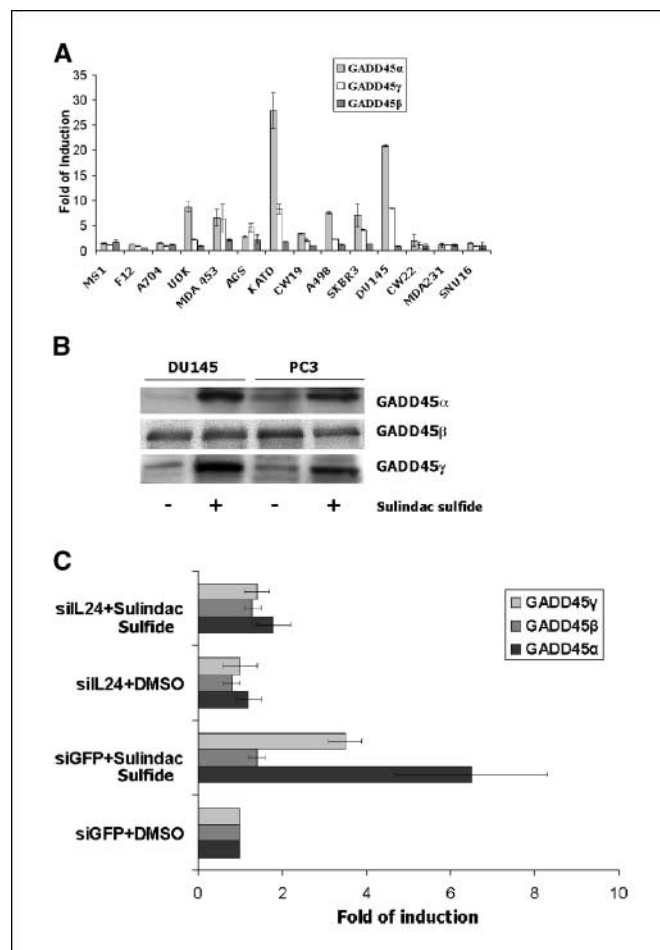 A
GADD45α
GADD45γ
GADD45β
Fold of Induction
35
30
25
20
15
10
5
0
MS1
F12
A704
UOK
MDA 453
AGS
KATO
CW19
A498
SKBR3
DU145
CW22
MDA231
SNU16
B
DU145 PC3
GADD45α
GADD45β
GADD45γ
- + - + Sulindac sulfide
C
siIL24+Sulindac
Sulfide
siIL24+DMSO
siGFP+Sulindac
Sulfide
siGFP+DMSO
GADD45γ
GADD45β
GADD45α
0 2 4 6 8 10
Fold of induction